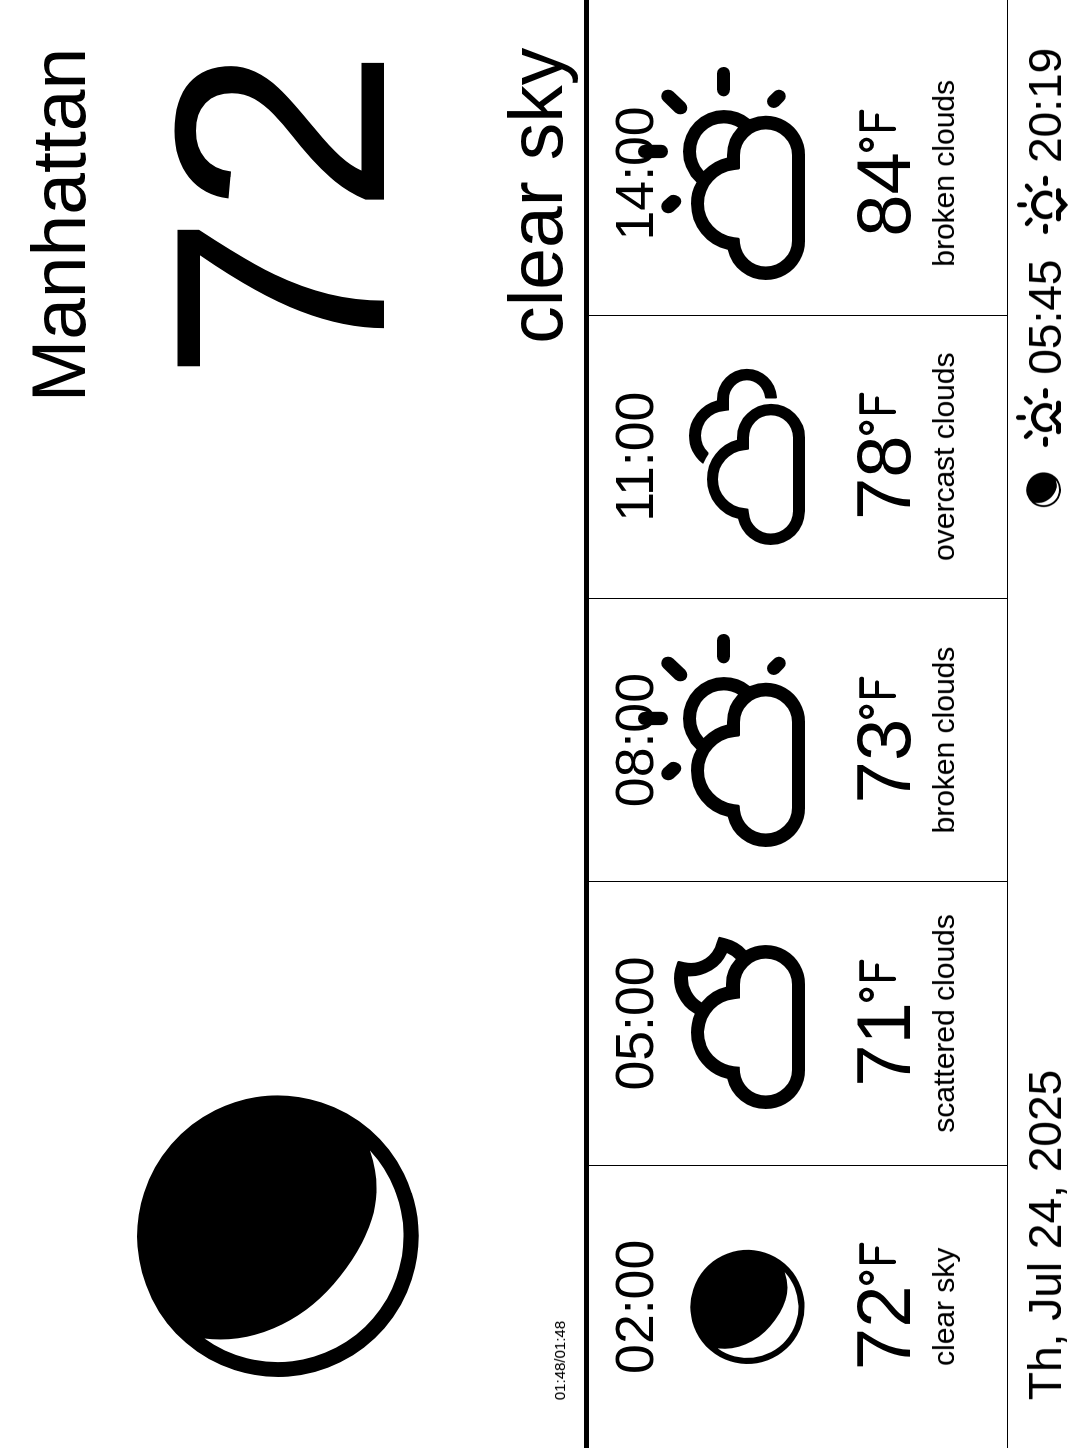 Manhattan
72
01:48/01:48
clear sky
02:00
72°F
clear sky
05:00
71°F
scattered clouds
08:00
73°F
broken clouds
11:00
78°F
overcast clouds
14:00
84°F
broken clouds
Th, Jul 24, 2025
05:45
20:19